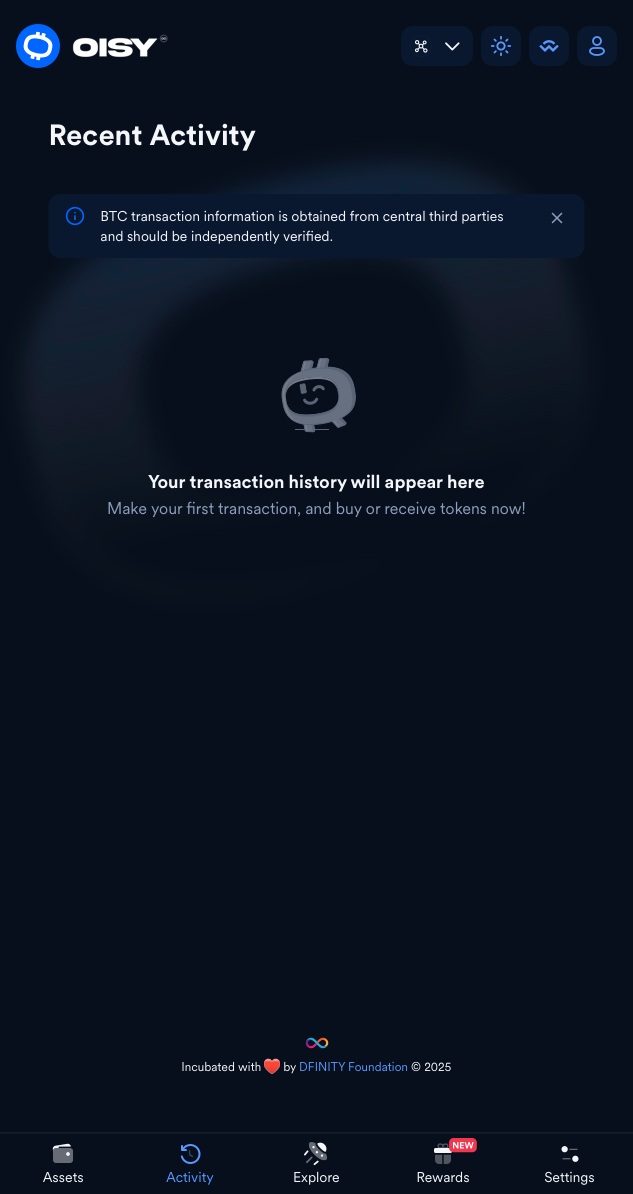 OISY
Recent Activity
BTC transaction information is obtained from central third parties
and should be independently verified.
Your transaction history will appear here
Make your first transaction, and buy or receive tokens now!
Incubated with ❤️ by DFINITY Foundation © 2025
NEW
Assets
Activity
Explore
Rewards
Settings